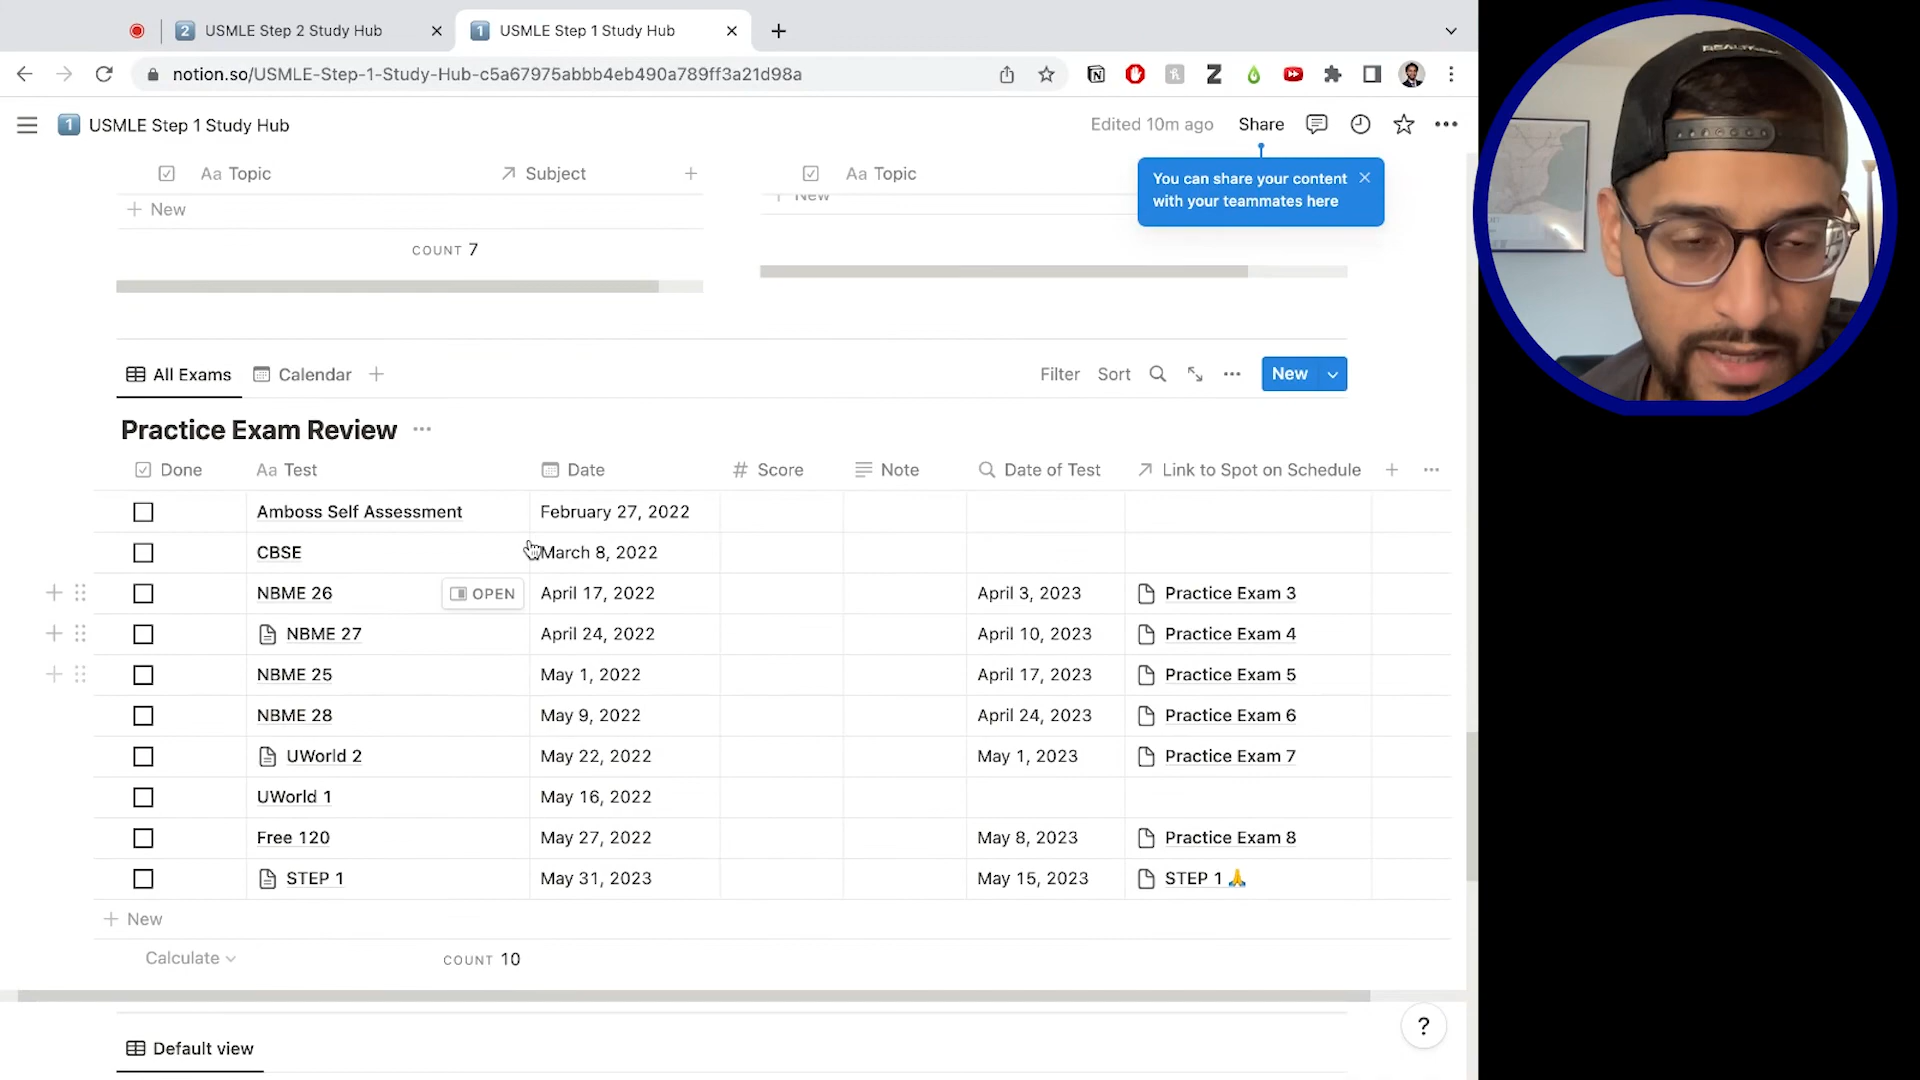 2 USMLE Step 2 Study Hub
1 USMLE Step 1 Study Hub
notion.so/USMLE-Step-1-Study-Hub-c5a67975abbb4eb490a789ff3a21d98a
1 USMLE Step 1 Study Hub
Edited 10m ago Share
You can share your content
with your teammates here
Aa Topic Subject
New
COUNT 7
Aa Topic
New
All Exams Calendar
Filter Sort New
Practice Exam Review
Done Aa Test Date # Score Note Date of Test Link to Spot on Schedule
Amboss Self Assessment February 27, 2022
CBSE March 8, 2022
NBME 26 OPEN April 17, 2022 April 3, 2023 Practice Exam 3
NBME 27 April 24, 2022 April 10, 2023 Practice Exam 4
NBME 25 May 1, 2022 April 17, 2023 Practice Exam 5
NBME 28 May 9, 2022 April 24, 2023 Practice Exam 6
UWorld 2 May 22, 2022 May 1, 2023 Practice Exam 7
UWorld 1 May 16, 2022
Free 120 May 27, 2022 May 8, 2023 Practice Exam 8
STEP 1 May 31, 2023 May 15, 2023 STEP 1 🙏
New
Calculate COUNT 10
Default view
?